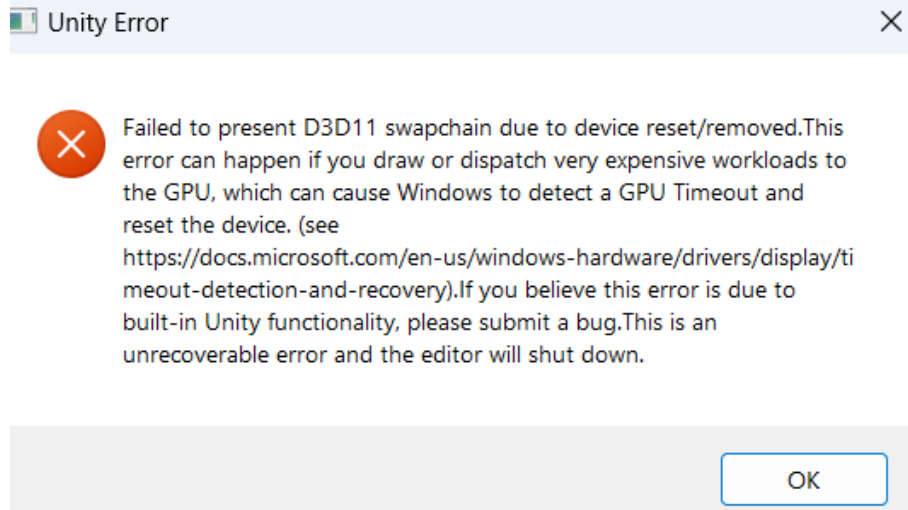 Unity Error
Failed to present D3D11 swapchain due to device reset/removed.This
error can happen if you draw or dispatch very expensive workloads to
the GPU, which can cause Windows to detect a GPU Timeout and
reset the device. (see
https://docs.microsoft.com/en-us/windows-hardware/drivers/display/ti
meout-detection-and-recovery).If you believe this error is due to
built-in Unity functionality, please submit a bug.This is an
unrecoverable error and the editor will shut down.
OK